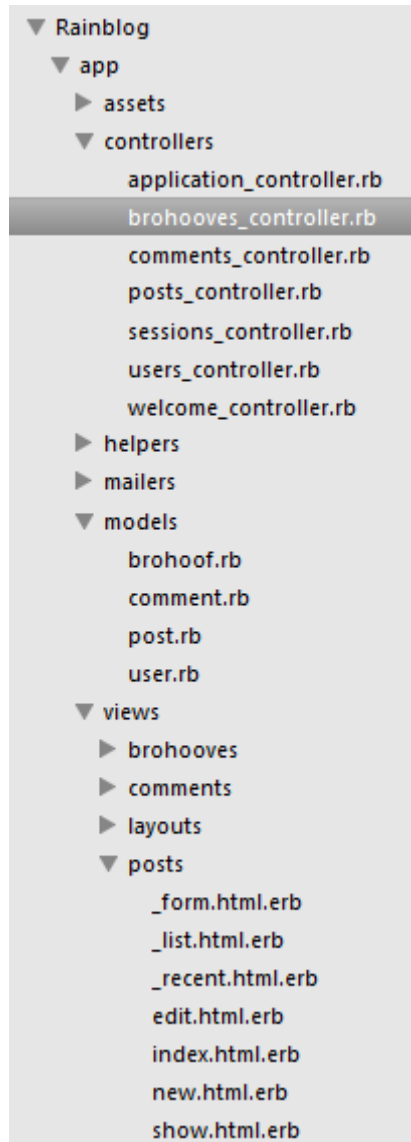 Rainblog
app
assets
controllers
application_controller.rb
brohooves_controller.rb
comments_controller.rb
posts_controller.rb
sessions_controller.rb
users_controller.rb
welcome_controller.rb
helpers
mailers
models
brohoof.rb
comment.rb
post.rb
user.rb
views
brohooves
comments
layouts
posts
_form.html.erb
_list.html.erb
_recent.html.erb
edit.html.erb
index.html.erb
new.html.erb
show.html.erb